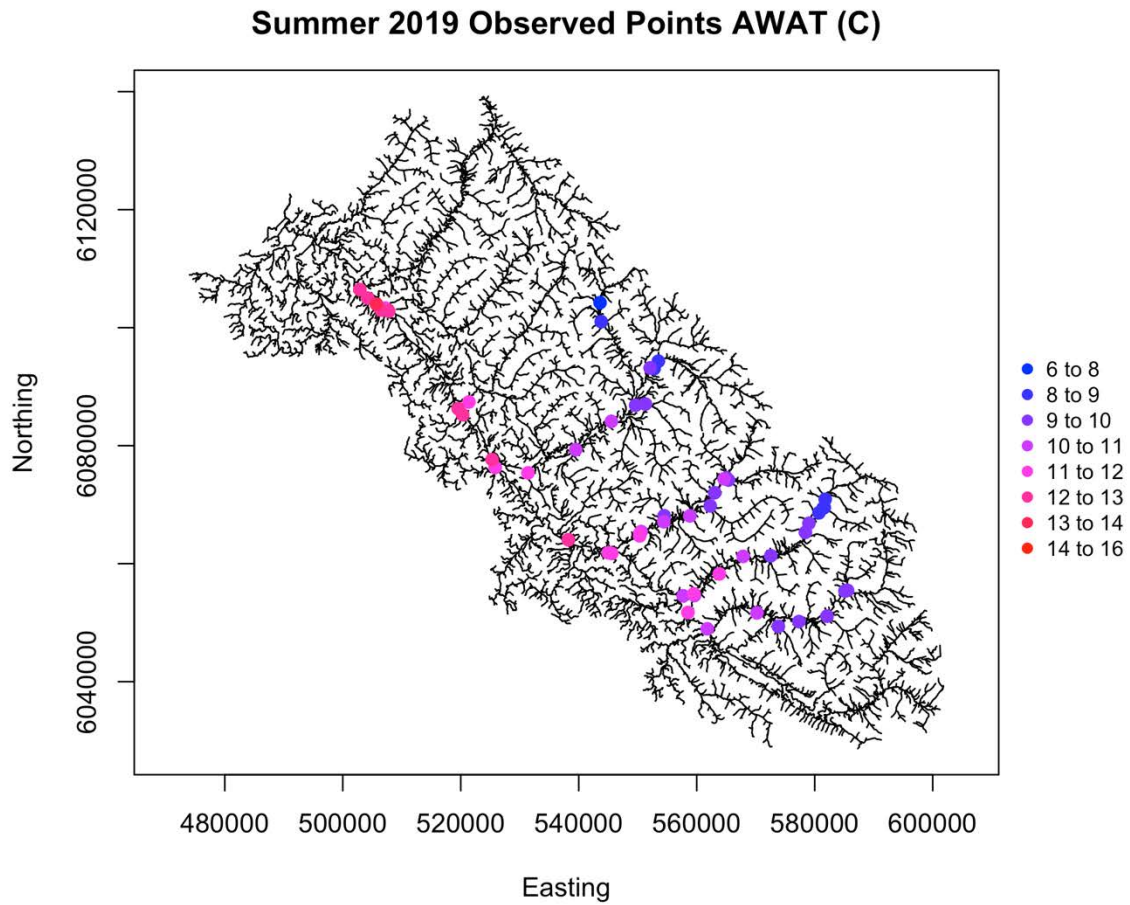 Summer 2019 Observed Points AWAT (C)
Northing
6120000
6080000
6040000
480000 500000 520000 540000 560000 580000 600000
Easting
6 to 8
8 to 9
9 to 10
10 to 11
11 to 12
12 to 13
13 to 14
14 to 16